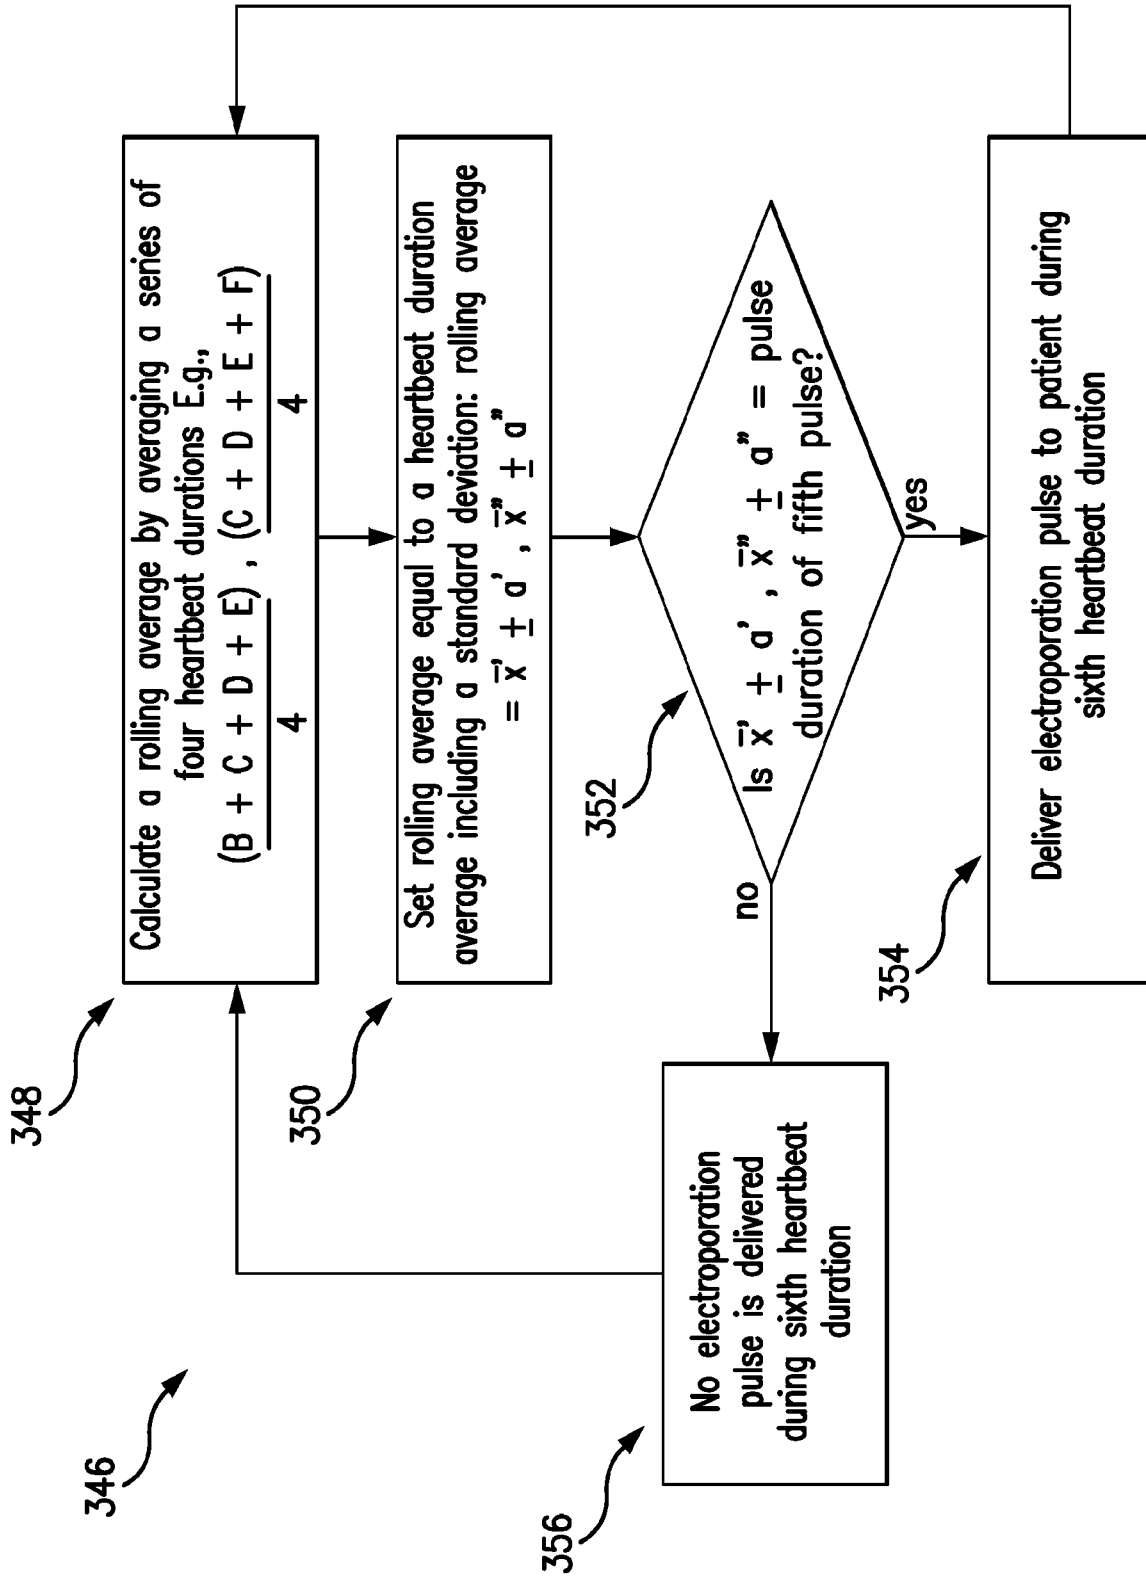 346
348
Calculate a rolling average by averaging a series of
four heartbeat durations E.g.,
(B + C + D + E) , (C + D + E + F)
4 4
350
Set rolling average equal to a heartbeat duration
average including a standard deviation: rolling average
= x̅' ± a' , x̅" ± a"
352
Is x̅' ± a' , x̅" ± a" = pulse
duration of fifth pulse?
no
yes
356
No electroporation
pulse is delivered
during sixth heartbeat
duration
354
Deliver electroporation pulse to patient during
sixth heartbeat duration